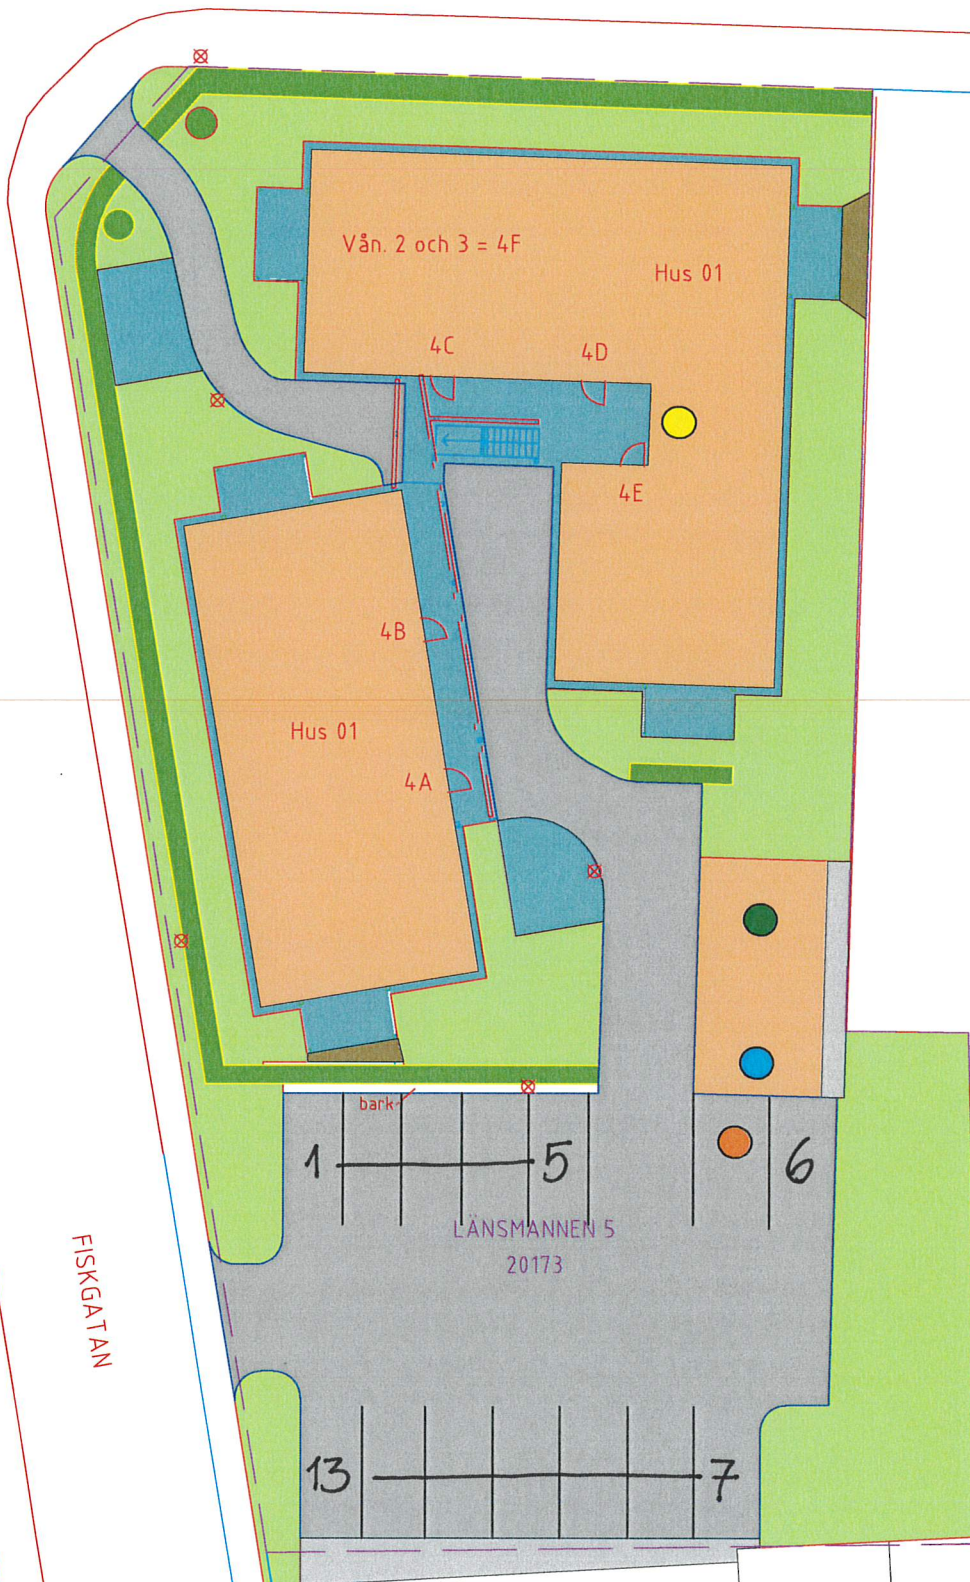 Vån. 2 och 3 = 4F
Hus 01
4C
4D
4E
4B
Hus 01
4A
bark
1 5
6
LÄNSMANNEN 5
20173
FISKGATAN
13 7